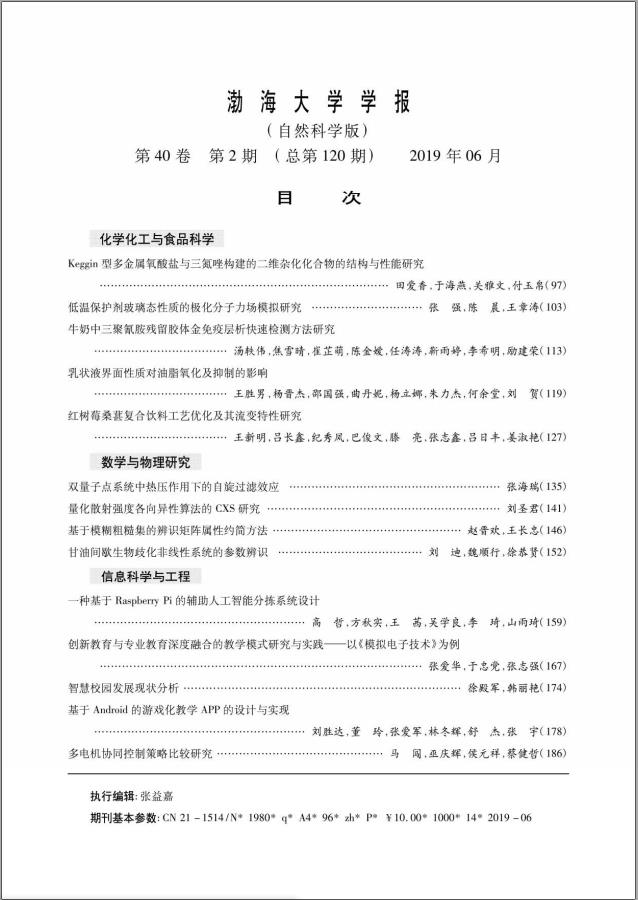 渤海大学学报
（自然科学版）
第 40 卷 第 2 期 （总第 120 期） 2019 年 06 月
目 次
化学化工与食品科学
Keggin 型多金属氧酸盐与三氮唑构建的二维杂化化合物的结构与性能研究
田爱香,于海燕,关雅文,付玉帛(97)
低温保护剂玻璃态性质的极化分子力场模拟研究 张 强,陈 晨,王章涛(103)
牛奶中三聚氰胺残留胶体金免疫层析快速检测方法研究
汤轶伟,焦雪晴,崔芷萌,陈金嫒,任涛涛,靳雨婷,李希明,励建荣(113)
乳状液界面性质对油脂氧化及抑制的影响
王胜男,杨晋杰,邵国强,曲丹妮,杨立娜,朱力杰,何余堂,刘 贺(119)
红树莓桑葚复合饮料工艺优化及其流变特性研究
王新明,吕长鑫,纪秀凤,巴俊文,滕 亮,张志鑫,吕日丰,姜淑艳(127)
数学与物理研究
双量子点系统中热压作用下的自旋过滤效应 张海瑞(135)
量化散射强度各向异性算法的 CXS 研究 刘圣君(141)
基于模糊粗糙集的辨识矩阵属性约简方法 赵晋欢,王长忠(146)
甘油间歇生物歧化非线性系统的参数辨识 刘 迪,魏顺行,徐恭贤(152)
信息科学与工程
一种基于 Raspberry Pi 的辅助人工智能分拣系统设计
高 哲,方秋实,王 茜,吴学良,李 琦,山雨琦(159)
创新教育与专业教育深度融合的教学模式研究与实践——以《模拟电子技术》为例
张爱华,于忠党,张志强(167)
智慧校园发展现状分析 徐殿军,韩丽艳(174)
基于 Android 的游戏化教学 APP 的设计与实现
刘胜达,董 玲,张爱军,林冬辉,舒 杰,张 宇(178)
多电机协同控制策略比较研究 马 闯,巫庆辉,侯元祥,蔡健哲(186)
执行编辑: 张益嘉
期刊基本参数: CN 21－1514/N* 1980* q* A4* 96* zh* P* ￥10.00* 1000* 14* 2019－06